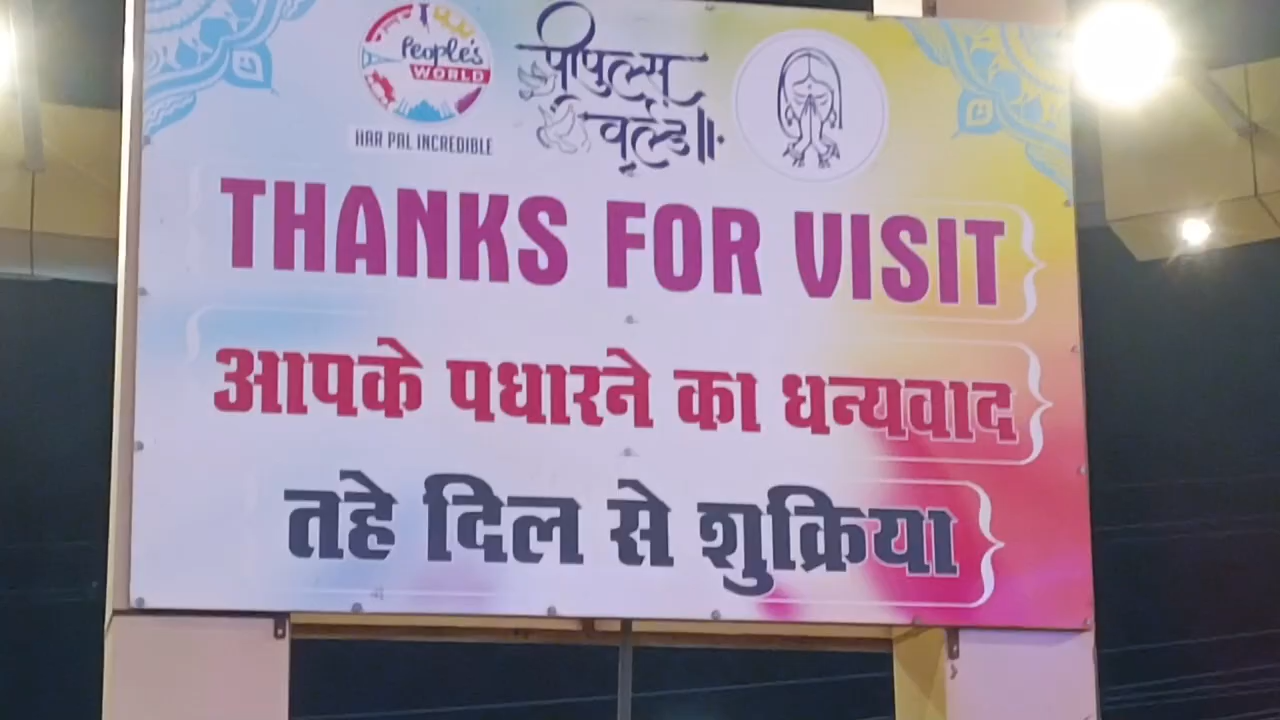 People's
WORLD
HAR PAL INCREDIBLE
पीपुल्स
वर्ल्ड॥
THANKS FOR VISIT
आपके पधारने का धन्यवाद
तहे दिल से शुक्रिया